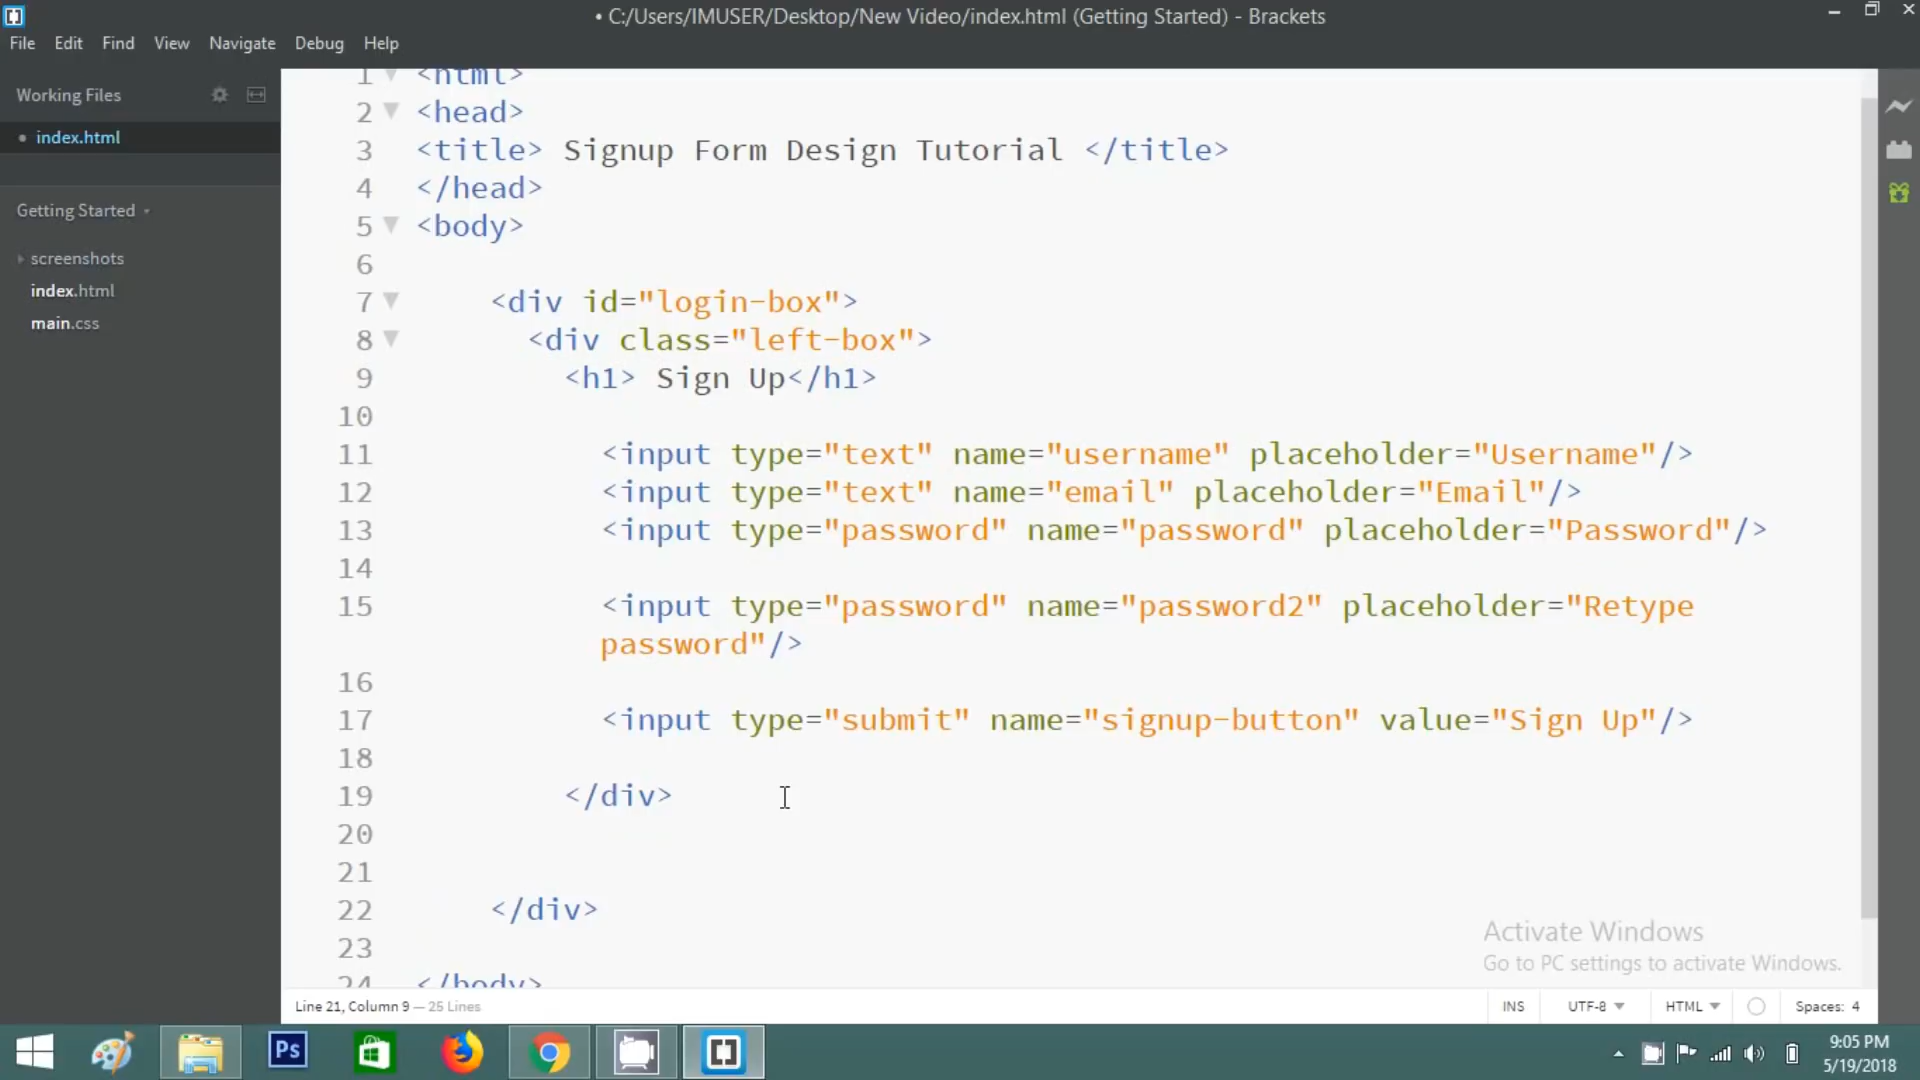 • C:/Users/IMUSER/Desktop/New Video/index.html (Getting Started) - Brackets
File Edit Find View Navigate Debug Help
Working Files
• index.html
Getting Started
screenshots
index.html
main.css
1 <html>
2 <head>
3 <title> Signup Form Design Tutorial </title>
4 </head>
5 <body>
6
7 <div id="login-box">
8 <div class="left-box">
9 <h1> Sign Up</h1>
10
11 <input type="text" name="username" placeholder="Username"/>
12 <input type="text" name="email" placeholder="Email"/>
13 <input type="password" name="password" placeholder="Password"/>
14
15 <input type="password" name="password2" placeholder="Retype
password"/>
16
17 <input type="submit" name="signup-button" value="Sign Up"/>
18
19 </div>
20
21
22 </div>
23
24 </body>
Activate Windows
Go to PC settings to activate Windows.
Line 21, Column 9 — 25 Lines
INS UTF-8 HTML Spaces: 4
Ps
9:05 PM
5/19/2018